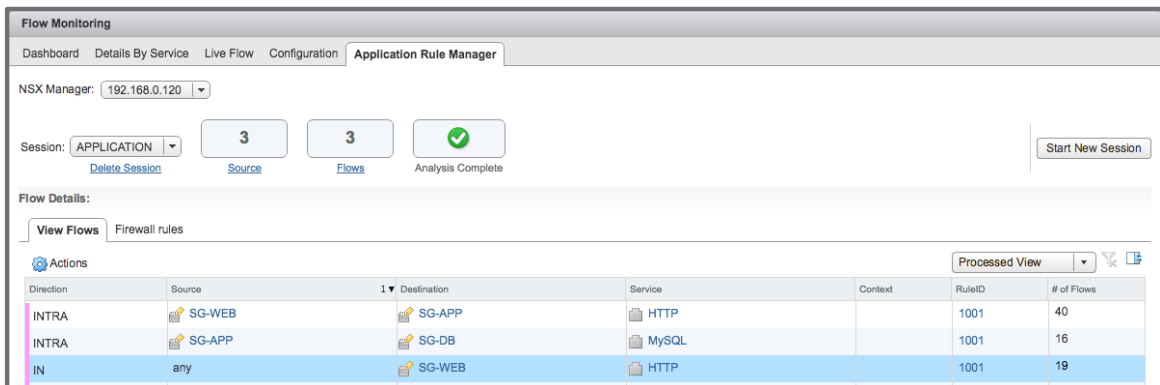 Flow Monitoring
Dashboard Details By Service Live Flow Configuration Application Rule Manager
NSX Manager: 192.168.0.120
Session: APPLICATION 3 3 Start New Session
Delete Session Source Flows Analysis Complete
Flow Details:
View Flows Firewall rules
Actions Processed View
Direction Source 1 Destination Service Context RuleID # of Flows
INTRA SG-WEB SG-APP HTTP 1001 40
INTRA SG-APP SG-DB MySQL 1001 16
IN any SG-WEB HTTP 1001 19